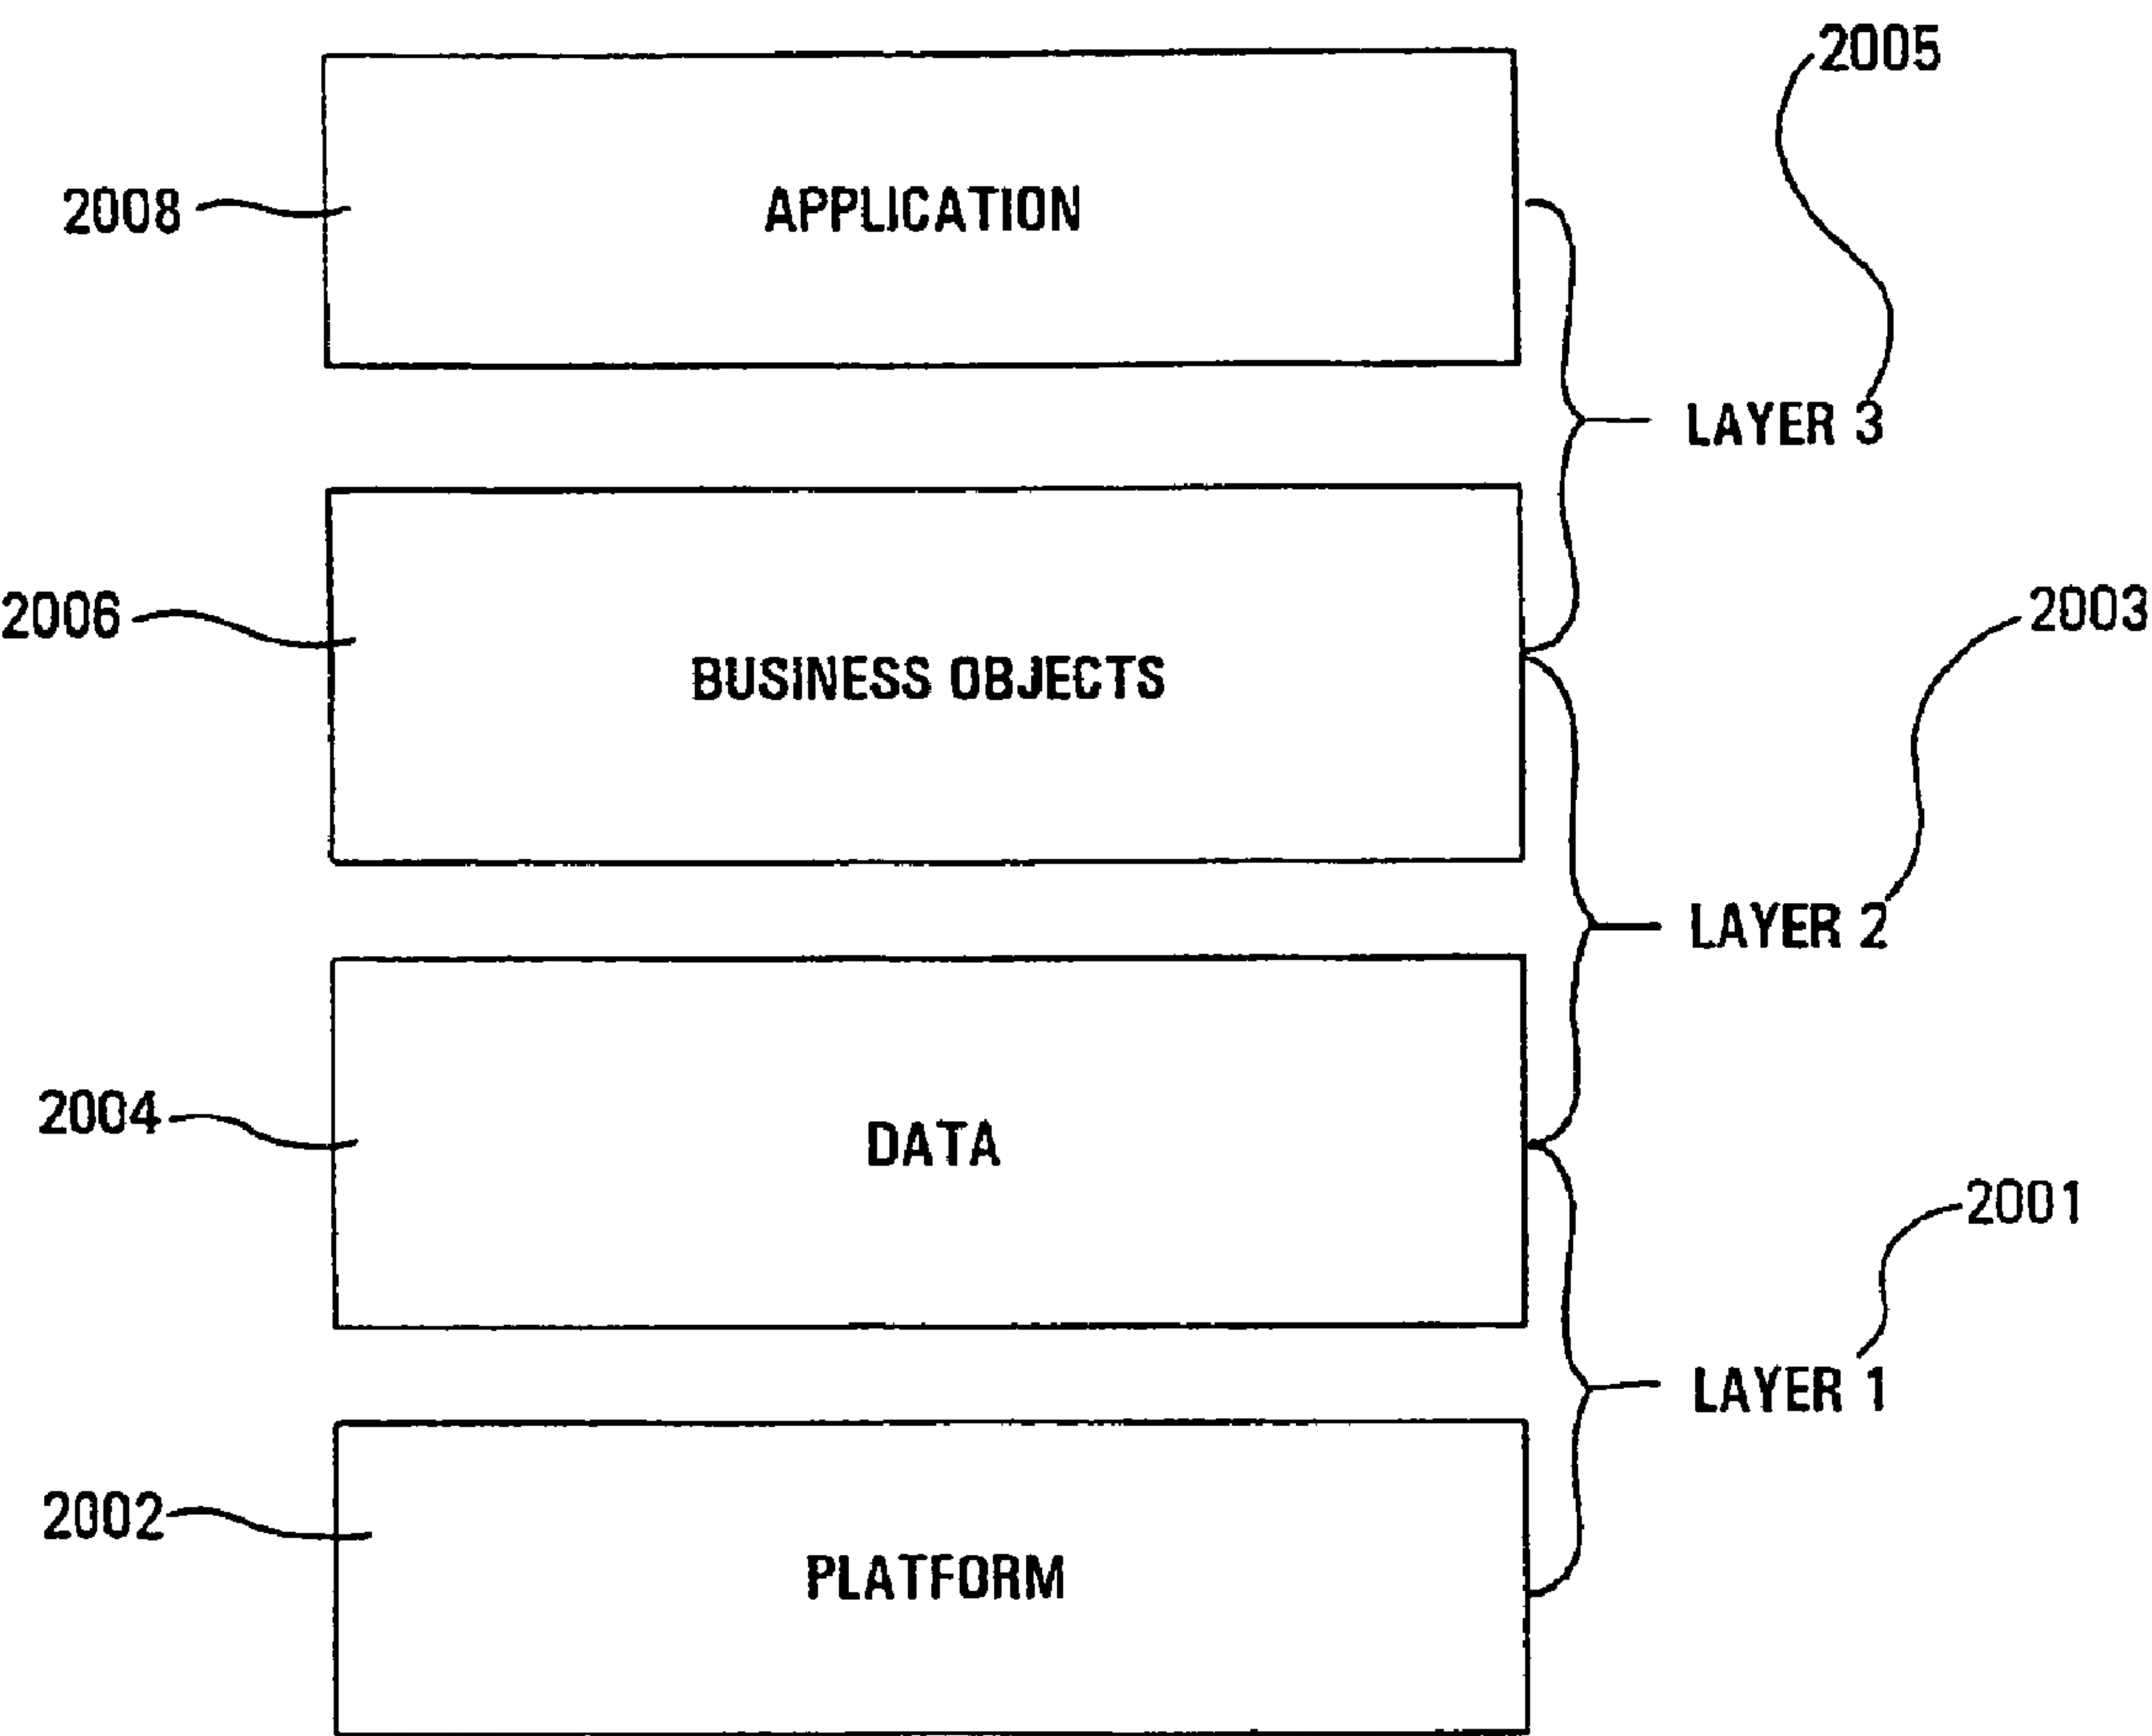 2005
2008
APPLICATION
LAYER 3
2006
BUSINESS OBJECTS
2003
LAYER 2
2004
DATA
2001
LAYER 1
2002
PLATFORM